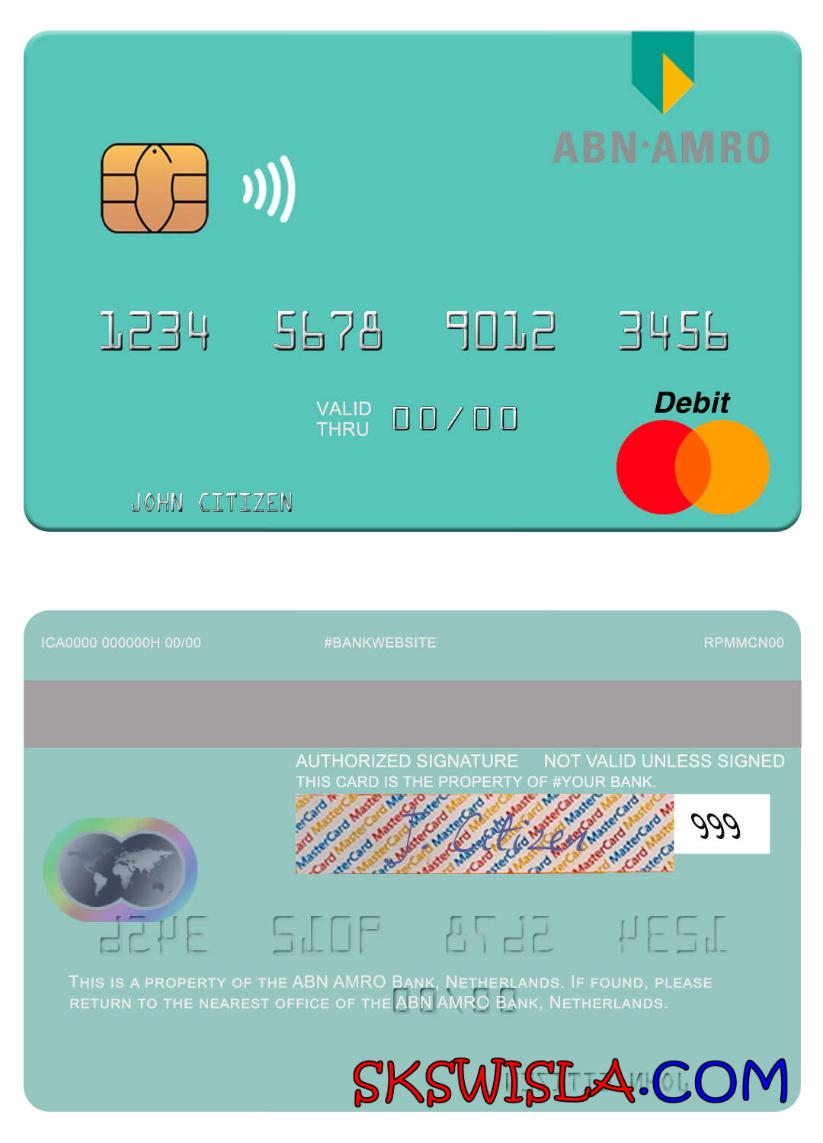 ABN·AMRO
1234 5678 9012 3456
Debit
VALID THRU 00/00
JOHN CITIZEN
ICA0000 000000H 00/00 #BANKWEBSITE RPMMCN00
AUTHORIZED SIGNATURE NOT VALID UNLESS SIGNED
THIS CARD IS THE PROPERTY OF #YOUR BANK.
MasterCard
J. Citizen
999
THIS IS A PROPERTY OF THE ABN AMRO BANK, NETHERLANDS. IF FOUND, PLEASE
RETURN TO THE NEAREST OFFICE OF THE ABN AMRO BANK, NETHERLANDS.
SKSWISLA.COM